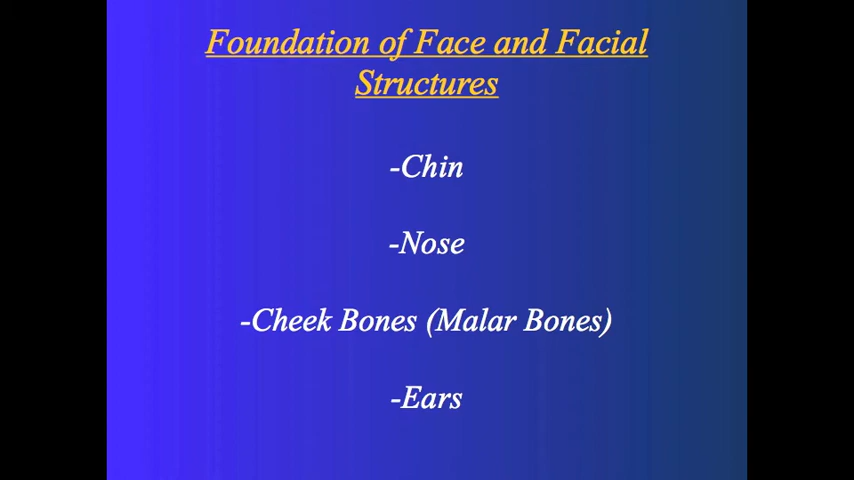 Foundation of Face and Facial
Structures
-Chin
-Nose
-Cheek Bones (Malar Bones)
-Ears